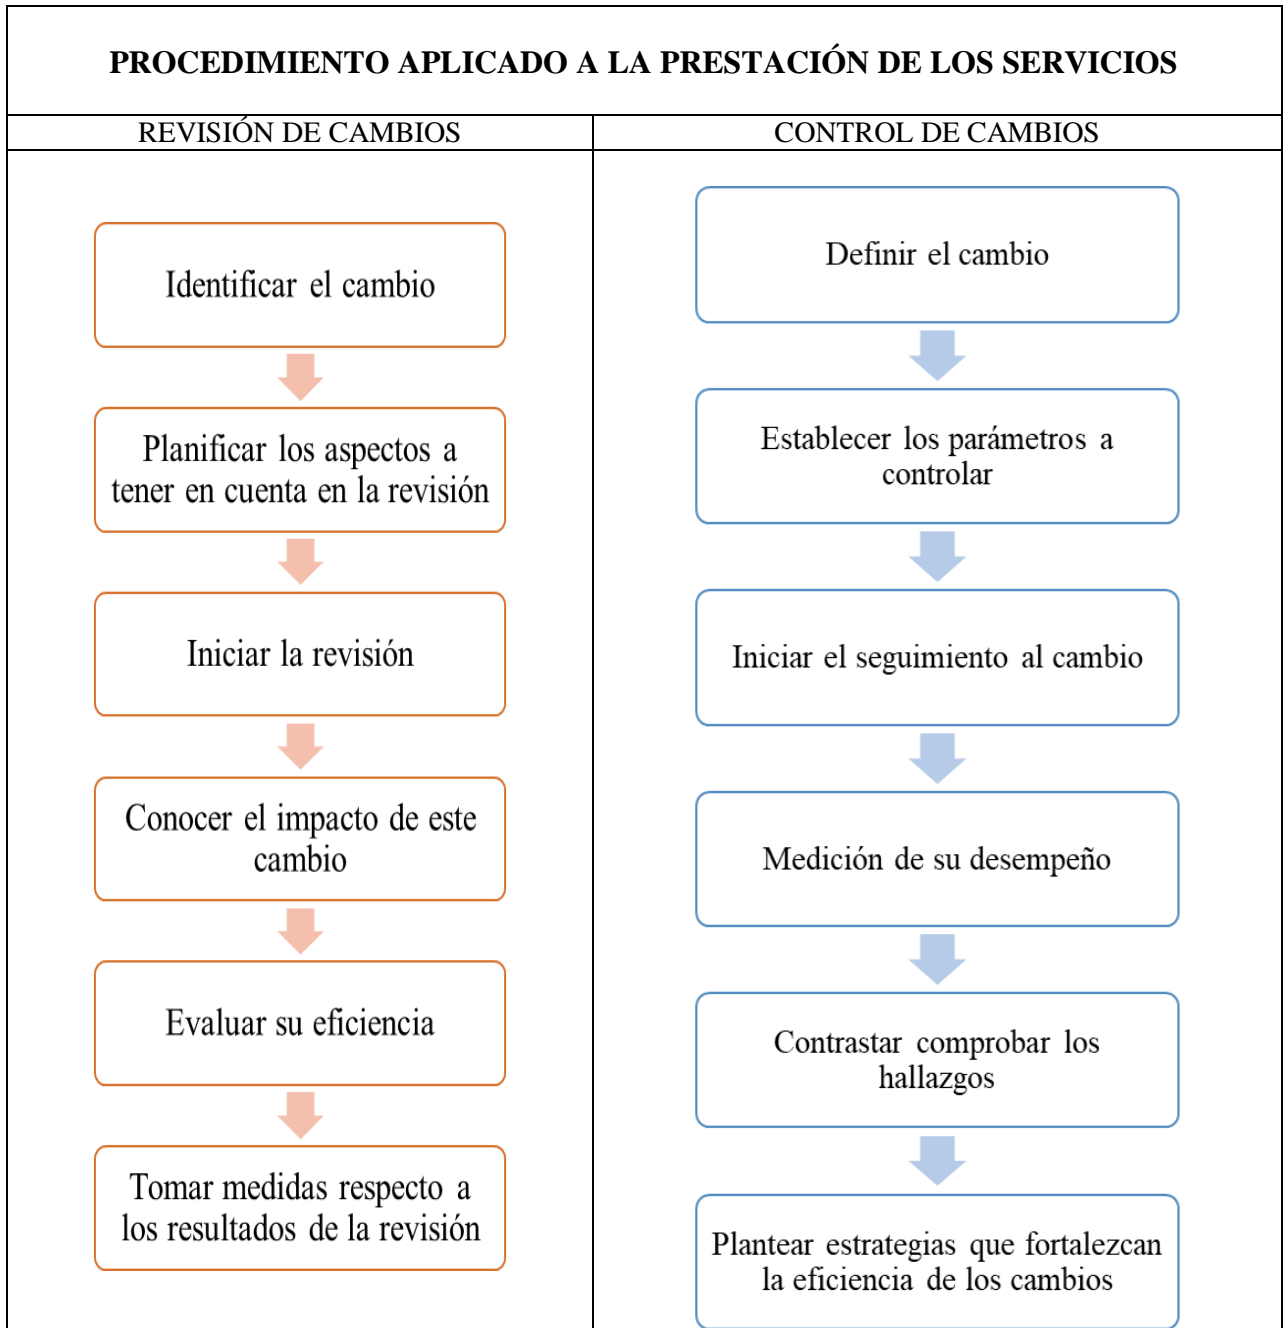 PROCEDIMIENTO APLICADO A LA PRESTACIÓN DE LOS SERVICIOS
REVISIÓN DE CAMBIOS
Identificar el cambio
Planificar los aspectos a
tener en cuenta en la revisión
Iniciar la revisión
Conocer el impacto de este
cambio
Evaluar su eficiencia
Tomar medidas respecto a
los resultados de la revisión
CONTROL DE CAMBIOS
Definir el cambio
Establecer los parámetros a
controlar
Iniciar el seguimiento al cambio
Medición de su desempeño
Contrastar comprobar los
hallazgos
Plantear estrategias que fortalezcan
la eficiencia de los cambios